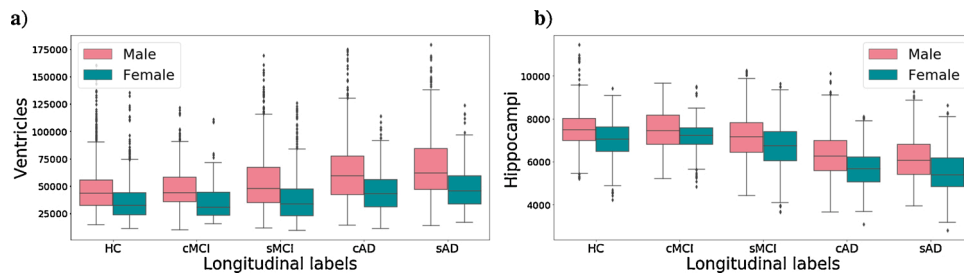 a)
Ventricles
175000
150000
125000
100000
75000
50000
25000
Male
Female
HC cMCI sMCI cAD sAD
Longitudinal labels
b)
Hippocampi
10000
8000
6000
4000
Male
Female
HC cMCI sMCI cAD sAD
Longitudinal labels